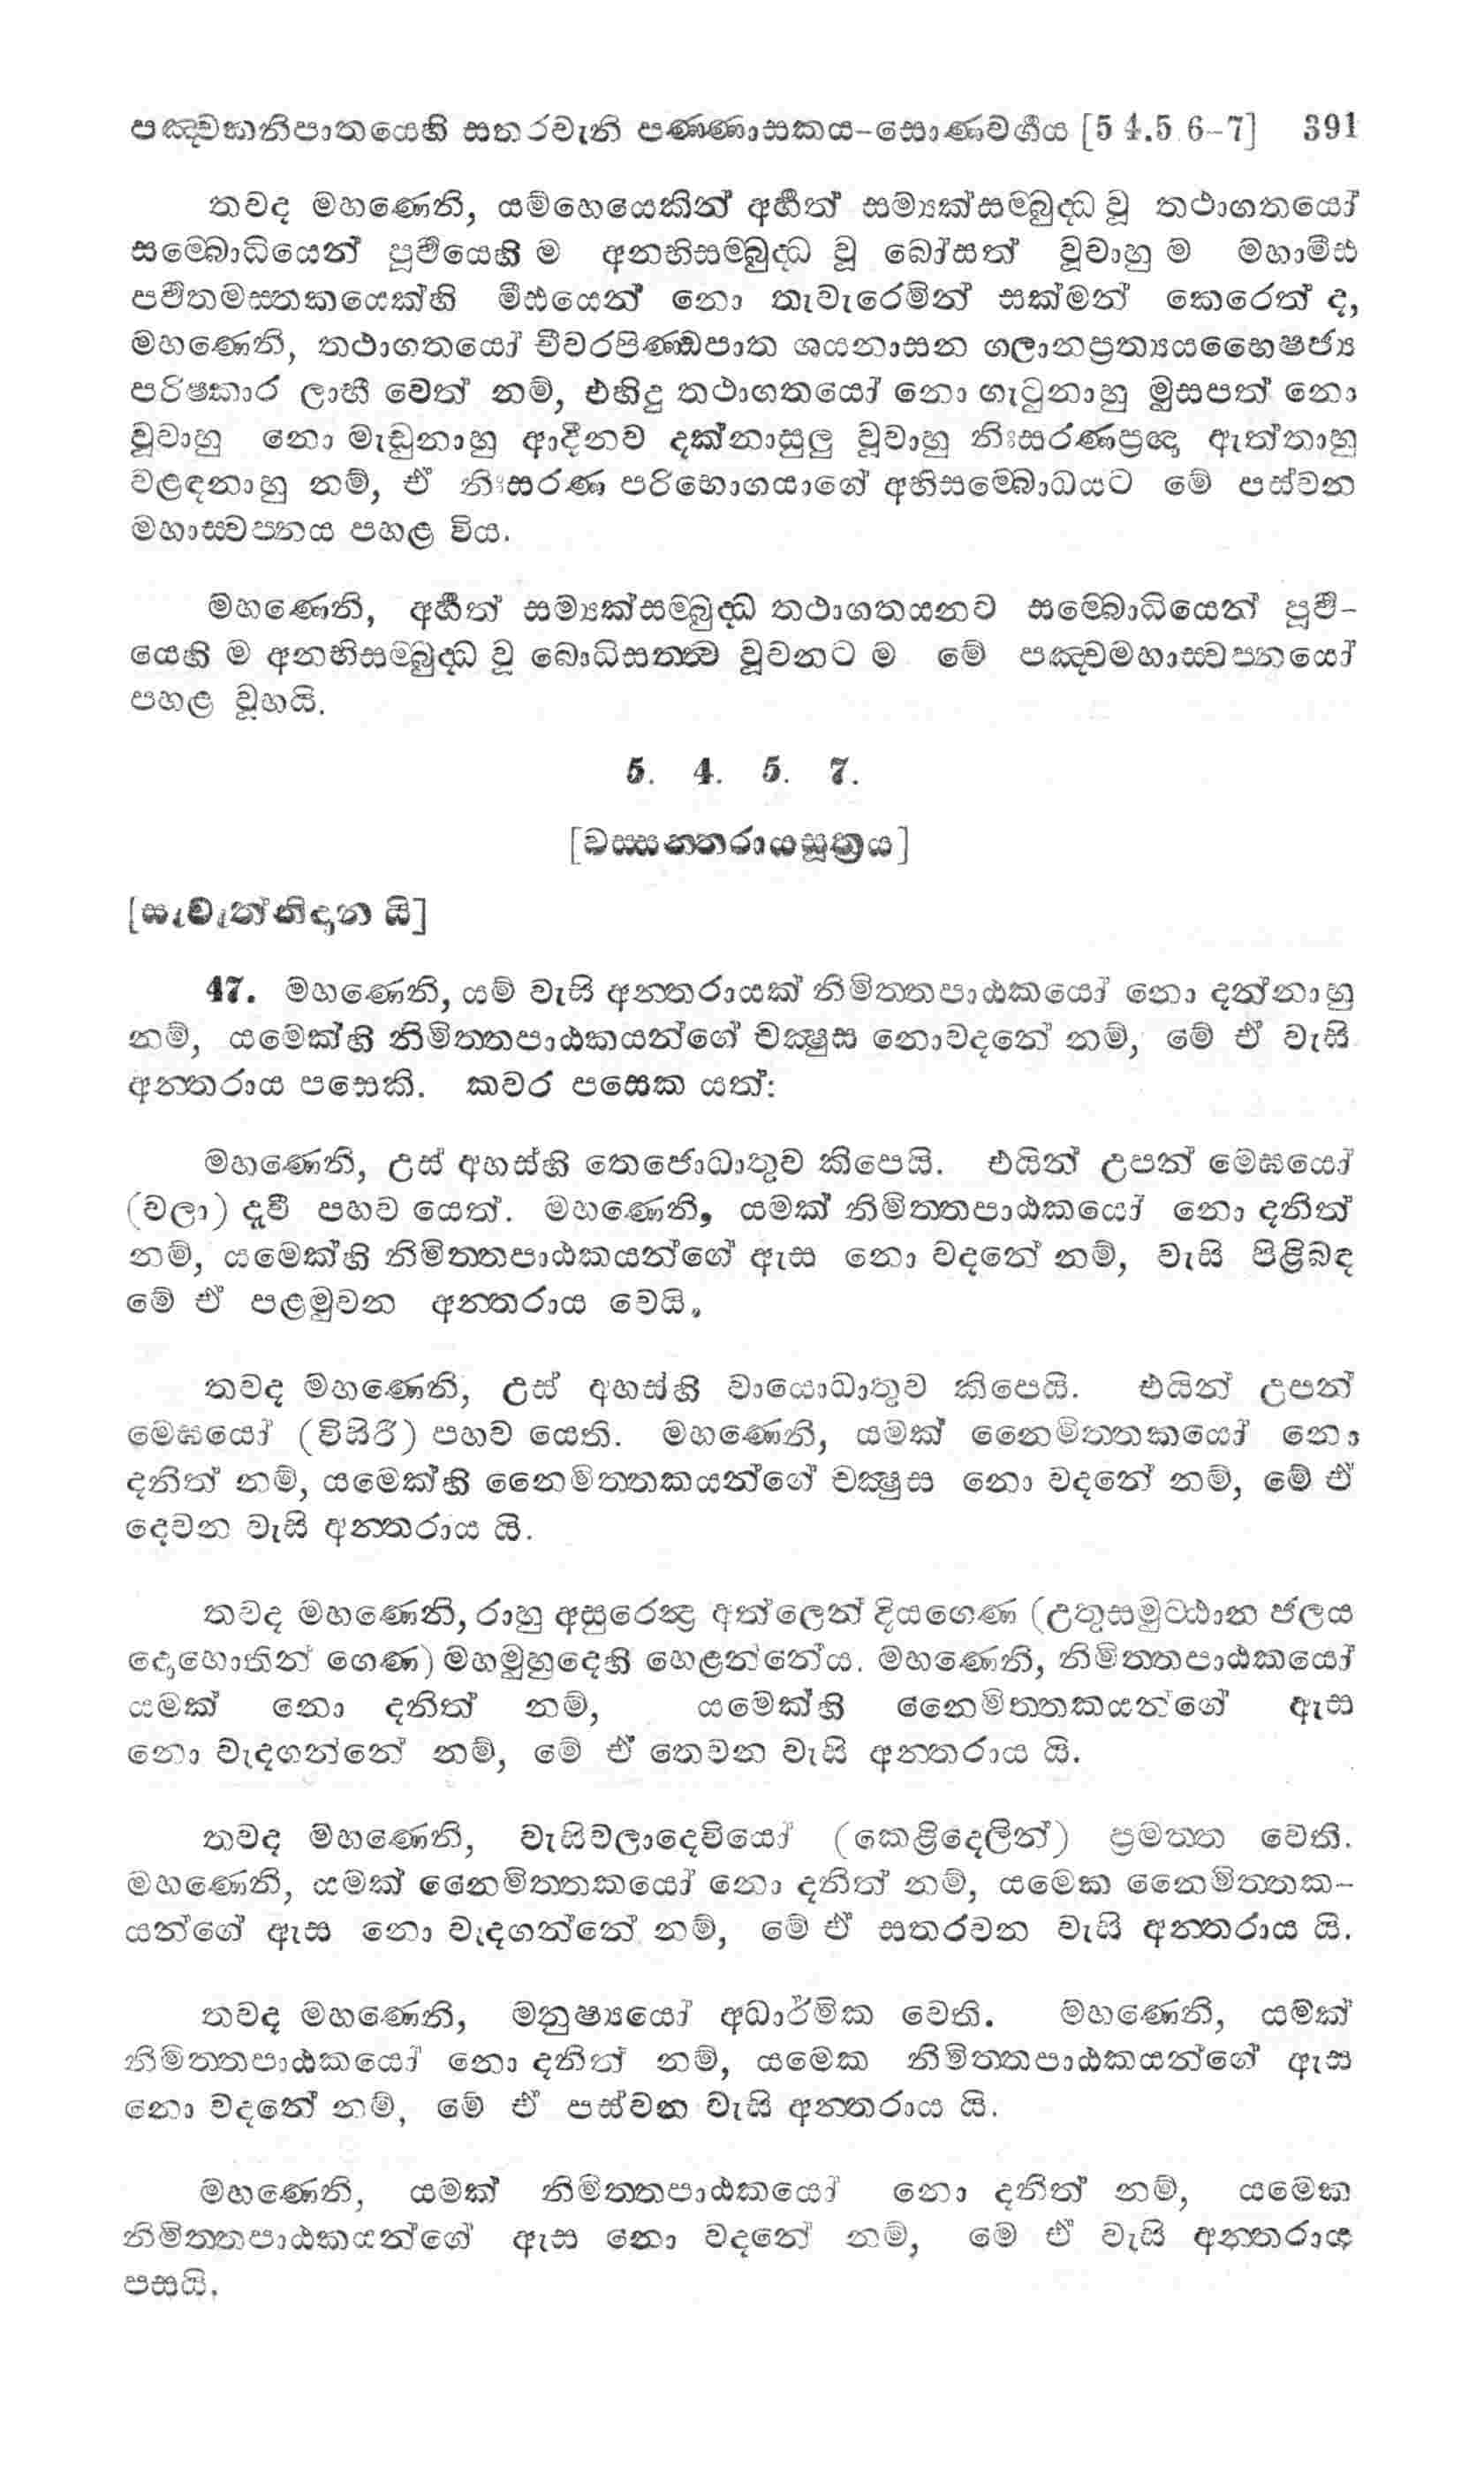 පඤ්චකනිපාතයෙහි සතරවැනි පණ්ණාසකය-සොණවර්ගය [5 4.5 6-7] 391
තවද මහණෙනි, යම්හෙයෙකින් අර්හත් සම්‍යක්සම්බුද්ධ වූ තථාගතයෝ
සම්බොධියෙන් පූර්වයෙහි ම අනභිසම්බුද්ධ වූ බෝසත් වූවාහු ම මහාමීඪ
පර්වතමස්තකයෙක්හි මීඪයෙන් නො තැවැරෙමින් සක්මන් කෙරෙත් ද,
මහණෙනි, තථාගතයෝ චීවරපිණ්ඩපාත ශයනාසන ගලානප්‍රත්‍යයභෛෂජ්‍ය
පරිෂ්කාර ලාභී වෙත් නම්, එහිදු තථාගතයෝ නො ගැටුනාහු මුසපත් නො
වූවාහු නො මැඩුනාහු ආදීනව දක්නාසුලු වූවාහු නිඃසරණප්‍රඥා ඇත්තාහු
වළඳනාහු නම්, ඒ නිඃසරණ පරිභොගයාගේ අභිසම්බොධයට මේ පස්වන
මහාස්වප්නය පහළ විය.
මහණෙනි, අර්හත් සම්‍යක්සම්බුද්ධ තථාගතයනට සම්බොධියෙන් පූර්ව-
යෙහි ම අනභිසම්බුද්ධ වූ බොධිසත්ත්ව වූවනට ම මේ පඤ්චමහාස්වප්නයෝ
පහළ වූහයි.
5. 4. 5. 7.
[වස්සන්තරායසූත්‍රය]
[සැවැත්නිදාන යි]
47. මහණෙනි, යම් වැසි අන්තරායක් නිමිත්තපාඨකයෝ නො දන්නාහු
නම්, යමෙක්හි නිමිත්තපාඨකයන්ගේ චක්‍ෂුස නොවදනේ නම්, මේ ඒ වැසි
අන්තරාය පසෙකි. කවර පසෙක යත්:
මහණෙනි, උස් අහස්හි තෙජොධාතුව කිපෙයි. එයින් උපන් මෙඝයෝ
(වලා) දැවී පහව යෙත්. මහණෙනි, යමක් නිමිත්තපාඨකයෝ නො දනිත්
නම්, යමෙක්හි නිමිත්තපාඨකයන්ගේ ඇස නො වදනේ නම්, වැසි පිළිබඳ
මේ ඒ පළමුවන අන්තරාය වෙයි.
තවද මහණෙනි, උස් අහස්හි වායොධාතුව කිපෙයි. එයින් උපන්
මෙඝයෝ (විසිරී) පහව යෙති. මහණෙනි, යමක් නෛමිත්තකයෝ නො
දනිත් නම්, යමෙක්හි නෛමිත්තකයන්ගේ චක්‍ෂුස නො වදනේ නම්, මේ ඒ
දෙවන වැසි අන්තරාය යි.
තවද මහණෙනි, රාහු අසුරෙන්ද්‍ර අත්ලෙන් දියගෙණ (උතුසමුට්ඨාන ජලය
දොහොතින් ගෙණ) මහමුහුදෙහි හෙළන්නේය. මහණෙනි, නිමිත්තපාඨකයෝ
යමක් නො දනිත් නම්, යමෙක්හි නෛමිත්තකයන්ගේ ඇස
නො වැදගන්නේ නම්, මේ ඒ තෙවන වැසි අන්තරාය යි.
තවද මහණෙනි, වැසිවලාදෙවියෝ (කෙළිදෙලින්) ප්‍රමත්ත වෙති.
මහණෙනි, යමක් නෛමිත්තකයෝ නො දනිත් නම්, යමෙක නෛමිත්තක-
යන්ගේ ඇස නො වැදගන්නේ නම්, මේ ඒ සතරවන වැසි අන්තරාය යි.
තවද මහණෙනි, මනුෂ්‍යයෝ අධාර්මික වෙති. මහණෙනි, යමක්
නිමිත්තපාඨකයෝ නො දනිත් නම්, යමෙක නිමිත්තපාඨකයන්ගේ ඇස
නො වදනේ නම්, මේ ඒ පස්වන වැසි අන්තරාය යි.
මහණෙනි, යමක් නිමිත්තපාඨකයෝ නො දනිත් නම්, යමෙක
නිමිත්තපාඨකයන්ගේ ඇස නො වදනේ නම්, මේ ඒ වැසි අන්තරාය
පසයි.